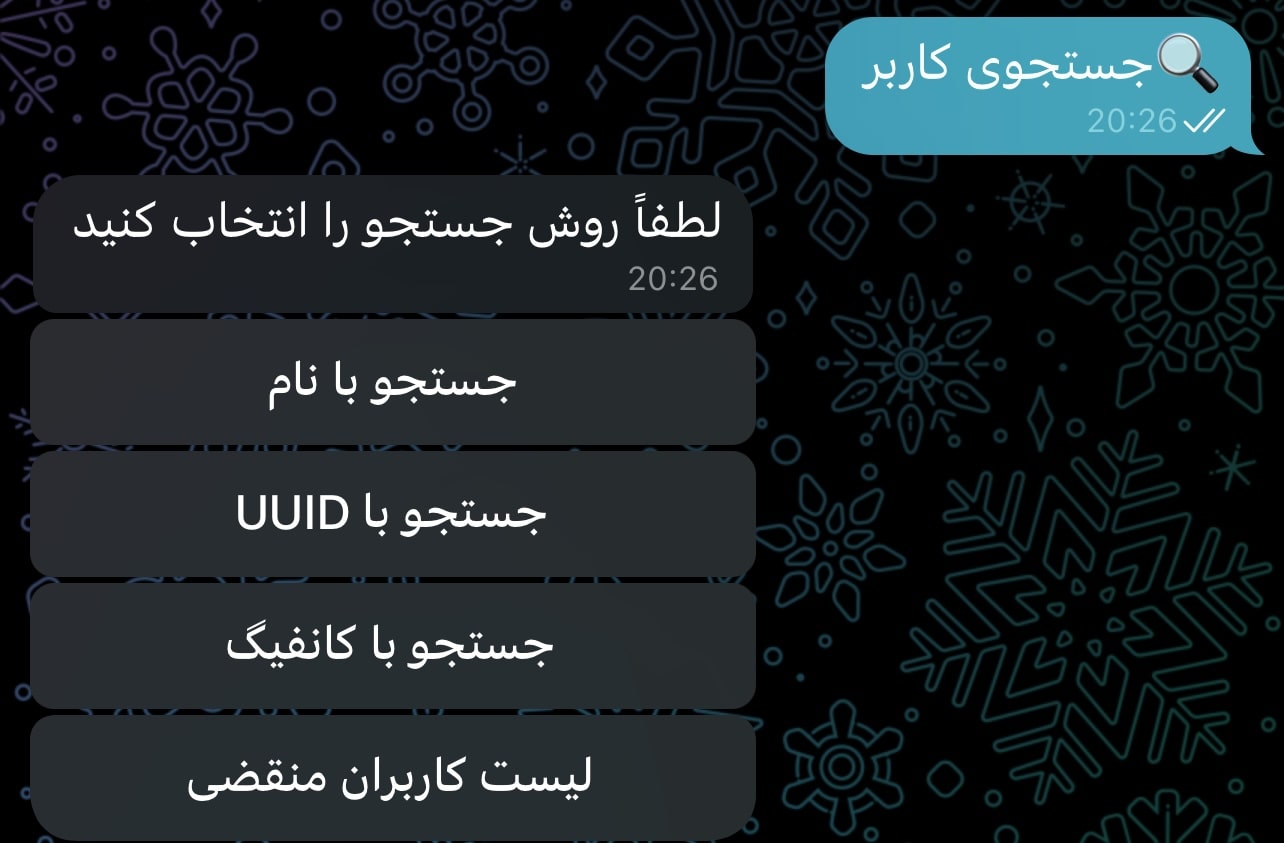 🔍جستجوی کاربر
20:26
لطفاً روش جستجو را انتخاب کنید
20:26
جستجو با نام
جستجو با UUID
جستجو با کانفیگ
لیست کاربران منقضی